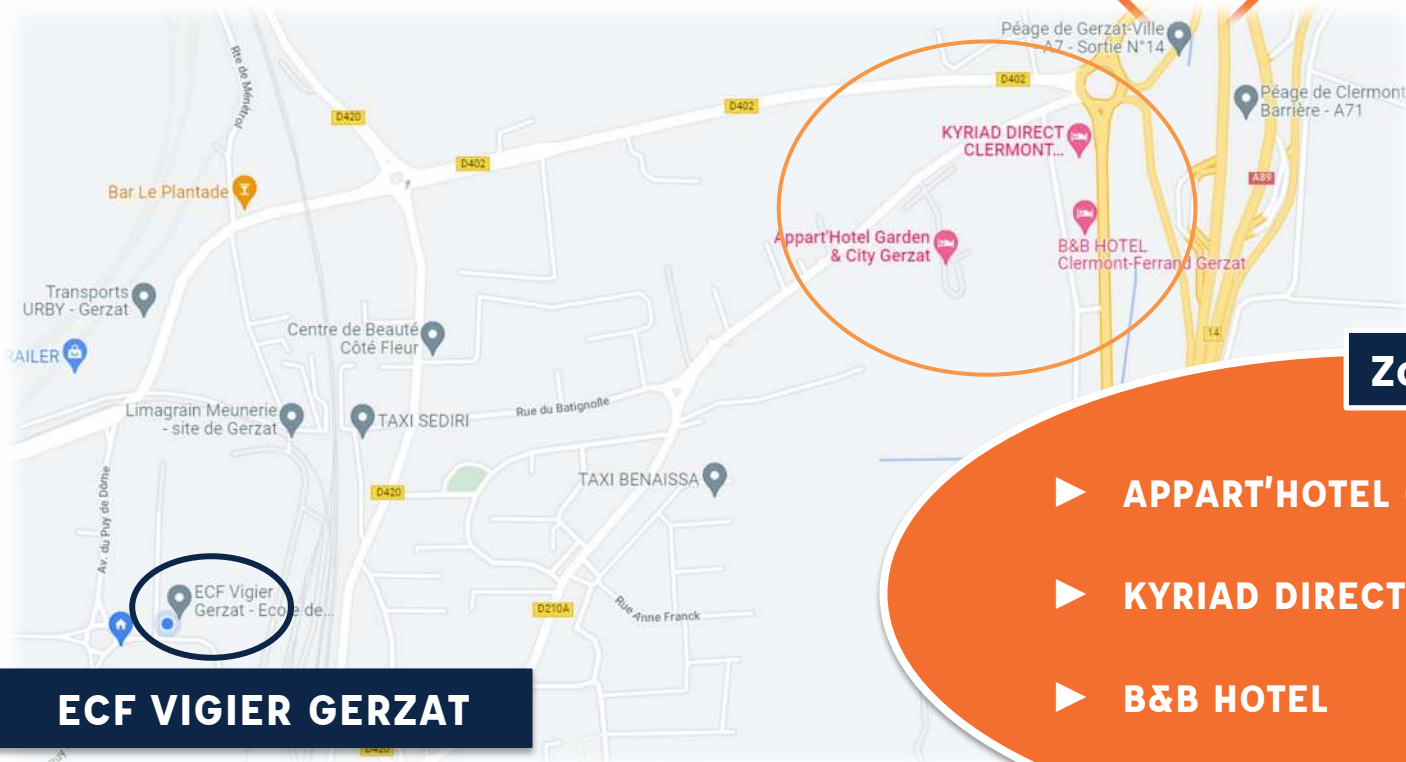 Péage de Gerzat-Ville
- A7 - Sortie N°14
Rte de Ménétrol
D402
Péage de Clermont
Barrière - A71
D402
D420
KYRIAD DIRECT
CLERMONT...
D402
A89
Bar Le Plantade
Appart'Hotel Garden
& City Gerzat
B&B HOTEL
Clermont-Ferrand Gerzat
Transports
URBY - Gerzat
Centre de Beauté
Côté Fleur
14
RAILER
Limagrain Meunerie
- site de Gerzat
TAXI SEDIRI
Rue du Batignolle
TAXI BENAISSA
D420
Av. du Puy de Dôme
ECF Vigier
Gerzat - Ecole de...
D210A
Rue Anne Franck
ECF VIGIER GERZAT
D420
► APPART'HOTEL
► KYRIAD DIRECT
► B&B HOTEL